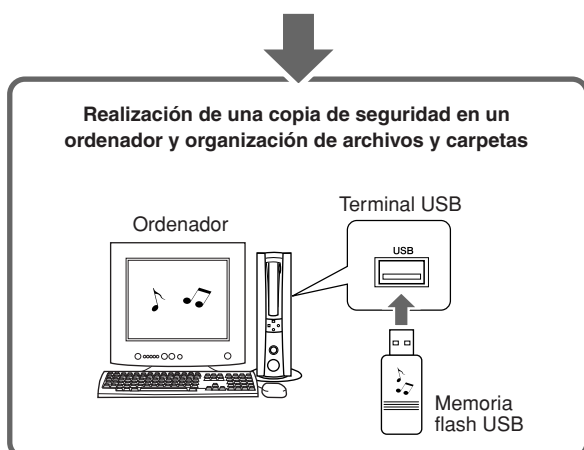 Realización de una copia de seguridad en un
ordenador y organización de archivos y carpetas
Terminal USB
Ordenador
USB
Memoria
flash USB